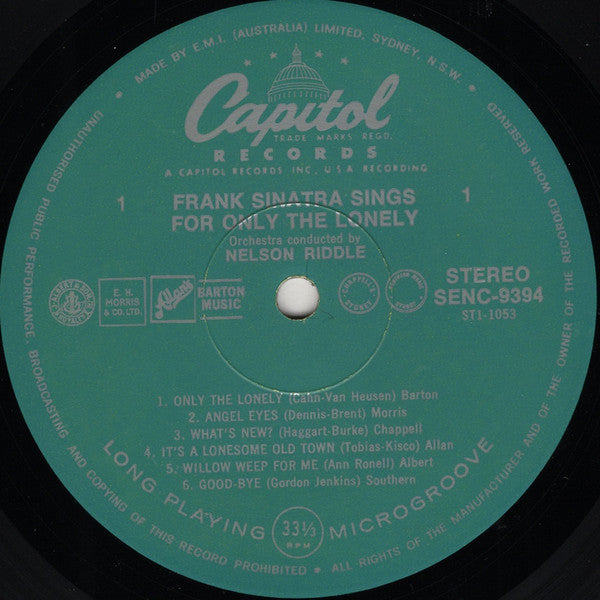 MADE BY E.M.I. (AUSTRALIA) LIMITED, SYDNEY, N.S.W.
Capitol
TRADE MARKS REGD.
RECORDS
A CAPITOL RECORDS INC. U.S.A. RECORDING
1 FRANK SINATRA SINGS 1
FOR ONLY THE LONELY
Orchestra conducted by
NELSON RIDDLE
E. H.
MORRIS
& CO. LTD.
Allans
BARTON
MUSIC
CHAPPELL'S
STEREO
SENC-9394
ST1-1053
1. ONLY THE LONELY (Cahn-Van Heusen) Barton
2. ANGEL EYES (Dennis-Brent) Morris
3. WHAT'S NEW? (Haggart-Burke) Chappell
4. IT'S A LONESOME OLD TOWN (Tobias-Kisco) Allan
5. WILLOW WEEP FOR ME (Ann Ronell) Albert
6. GOOD-BYE (Gordon Jenkins) Southern
LONG PLAYING 33⅓ RPM MICROGROOVE
UNAUTHORISED PUBLIC PERFORMANCE, BROADCASTING AND COPYING OF THIS RECORD PROHIBITED • ALL RIGHTS OF THE MANUFACTURER AND OF THE OWNER OF THE RECORDED WORK RESERVED